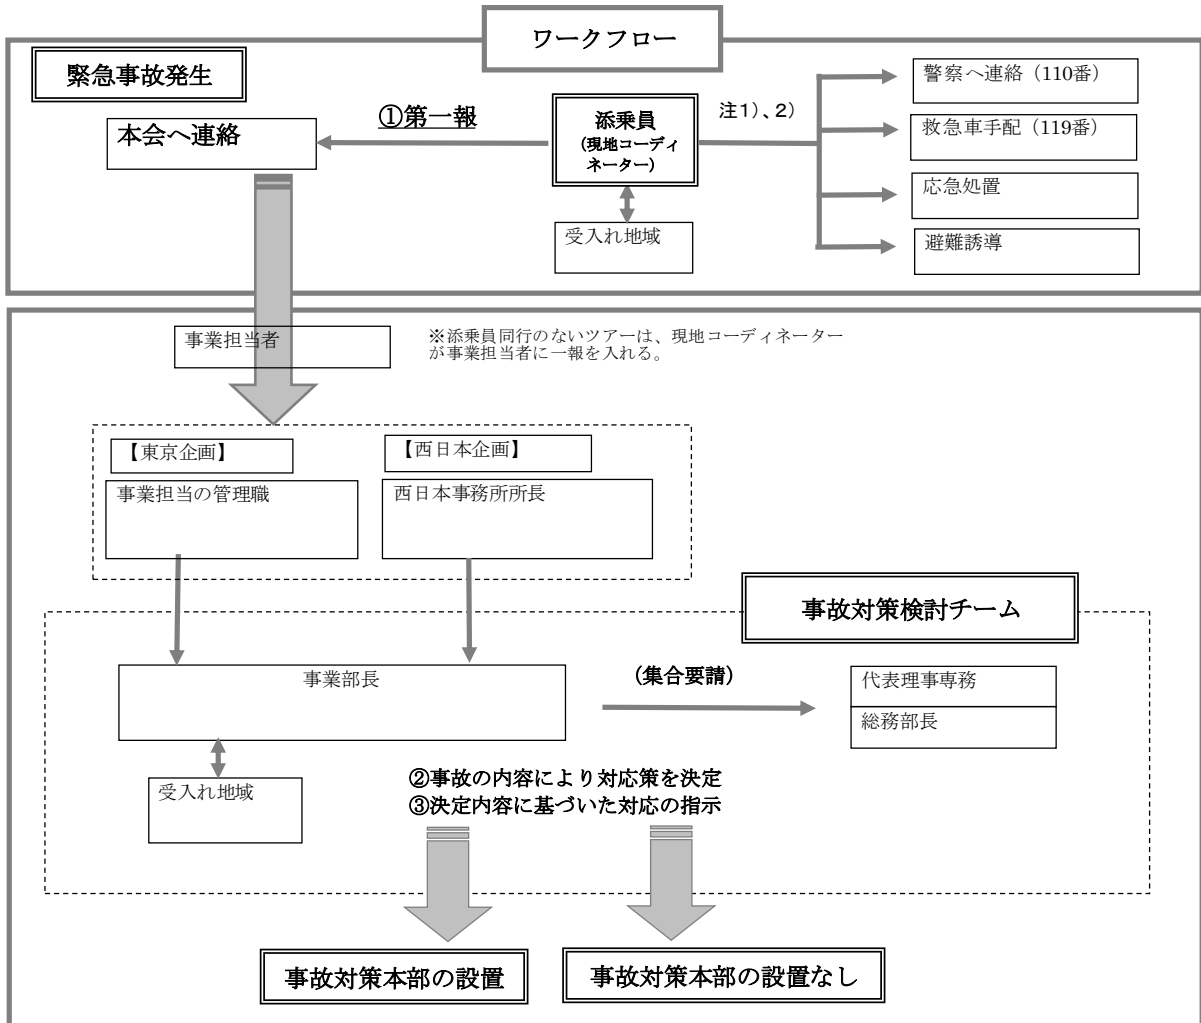 ワークフロー
緊急事故発生
本会へ連絡
①第一報
添乗員
(現地コーディ
ネーター)
注1)、2)
警察へ連絡（110番）
救急車手配（119番）
応急処置
避難誘導
受入れ地域
事業担当者
※添乗員同行のないツアーは、現地コーディネーター
が事業担当者に一報を入れる。
【東京企画】
【西日本企画】
事業担当の管理職
西日本事務所所長
事故対策検討チーム
事業部長
(集合要請)
代表理事専務
総務部長
受入れ地域
②事故の内容により対応策を決定
③決定内容に基づいた対応の指示
事故対策本部の設置
事故対策本部の設置なし